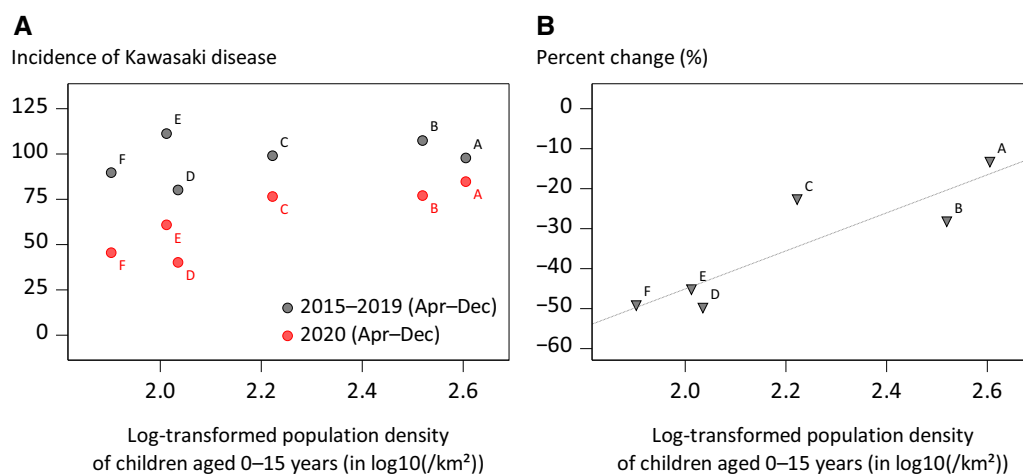 A
Incidence of Kawasaki disease
125
100
75
50
25
0
E
F
D
C
B
A
F
E
D
C
B
A
2015–2019 (Apr–Dec)
2020 (Apr–Dec)
2.0 2.2 2.4 2.6
Log-transformed population density
of children aged 0–15 years (in log10(/km²))
B
Percent change (%)
0
−10
−20
−30
−40
−50
−60
A
C
B
E
F
D
2.0 2.2 2.4 2.6
Log-transformed population density
of children aged 0–15 years (in log10(/km²))